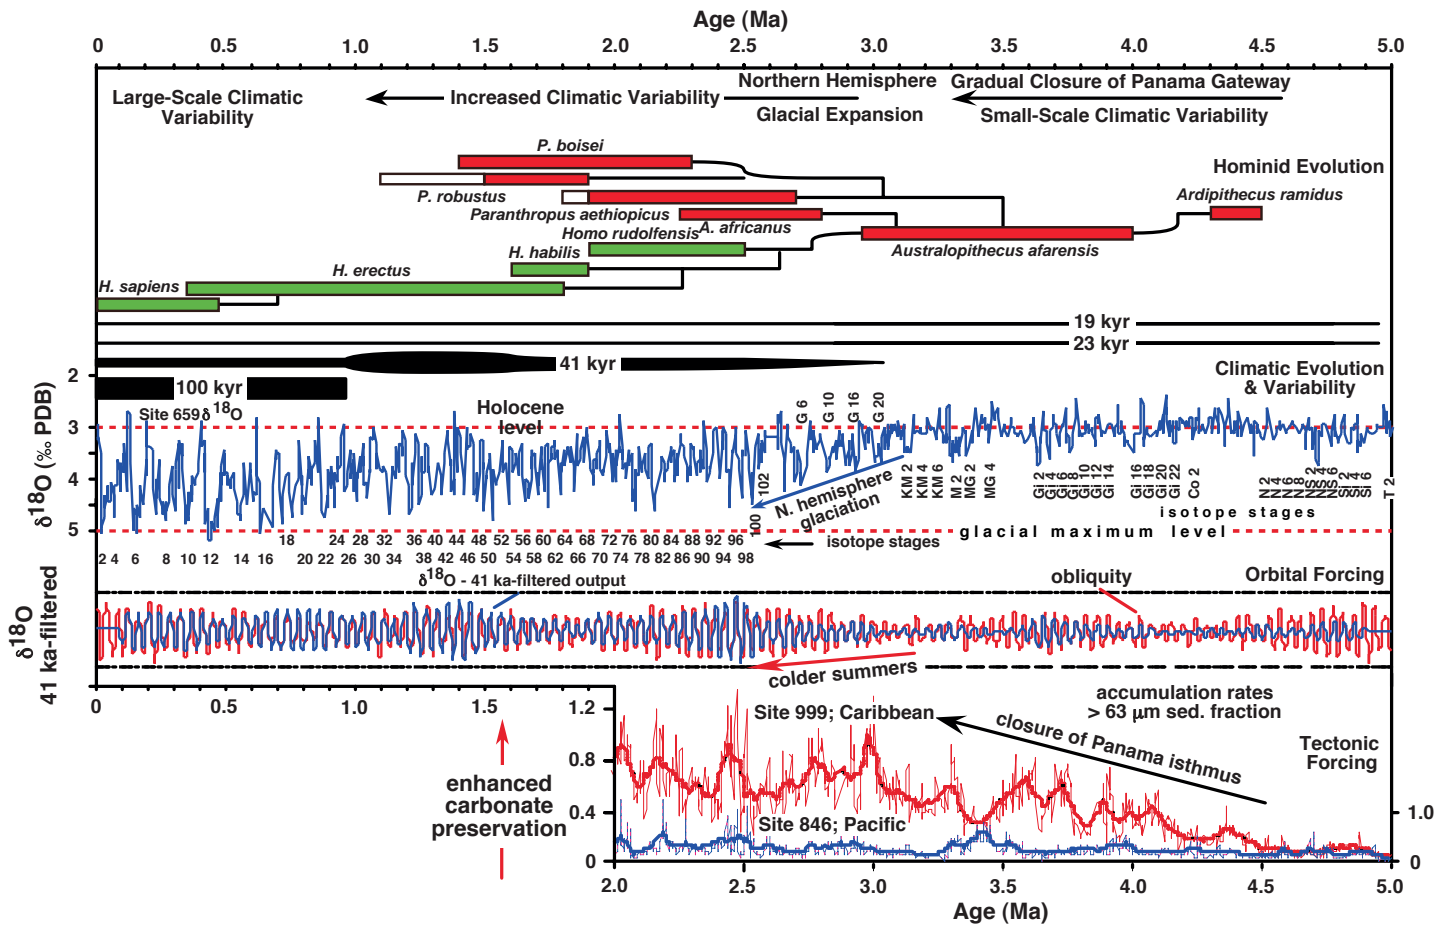 Age (Ma)
0 0.5 1.0 1.5 2.0 2.5 3.0 3.5 4.0 4.5 5.0
Large-Scale Climatic
Variability
Increased Climatic Variability
Northern Hemisphere
Glacial Expansion
Gradual Closure of Panama Gateway
Small-Scale Climatic Variability
Hominid Evolution
P. boisei
P. robustus
Ardipithecus ramidus
Paranthropus aethiopicus
A. africanus
Homo rudolfensis
Australopithecus afarensis
H. habilis
H. erectus
H. sapiens
19 kyr
23 kyr
41 kyr
100 kyr
Climatic Evolution
& Variability
δ18O (‰ PDB)
2
3
4
5
Site 659 δ 18O
Holocene
level
G 6 G 10 G 16 G 20
N. hemisphere
glaciation
102
100
KM 2 KM 4 KM 6 M 2 MG 2 MG 4 Gi 2 Gi 4 Gi 6 Gi 8 Gi 10 Gi 12 Gi 14 Gi 16 Gi 18 Gi 20 Gi 22 Co 2 N 2 N 4 N 6 N 8 NS 2 NS 4 NS 6 Si 2 Si 4 Si 6 T 2
isotope stages
glacial maximum level
18 24 28 32 36 40 44 48 52 56 60 64 68 72 76 80 84 88 92 96
isotope stages
2 4 6 8 10 12 14 16 20 22 26 30 34 38 42 46 50 54 58 62 66 70 74 78 82 86 90 94 98
δ18O - 41 ka-filtered output
obliquity
Orbital Forcing
δ18O
41 ka-filtered
colder summers
0 0.5 1.0 1.5
enhanced
carbonate
preservation
1.2
0.8
0.4
0
Site 999; Caribbean
accumulation rates
> 63 µm sed. fraction
closure of Panama isthmus
Tectonic
Forcing
Site 846; Pacific
1.0
0
2.0 2.5 3.0 3.5 4.0 4.5 5.0
Age (Ma)